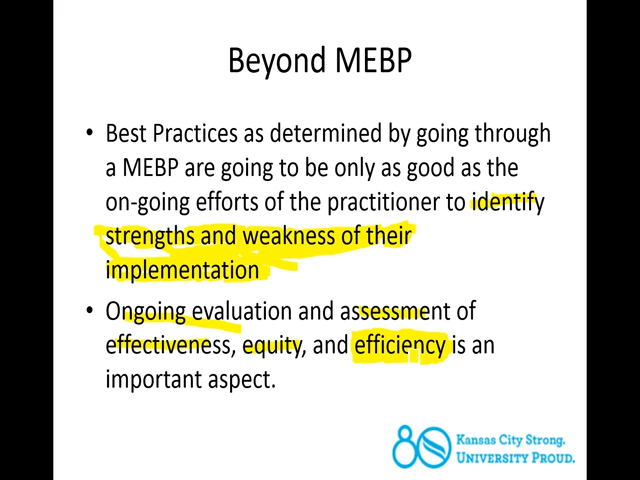 Beyond MEBP
• Best Practices as determined by going through
a MEBP are going to be only as good as the
on-going efforts of the practitioner to identify
strengths and weakness of their
implementation
• Ongoing evaluation and assessment of
effectiveness, equity, and efficiency is an
important aspect.
80 Kansas City Strong.
UNIVERSITY PROUD.